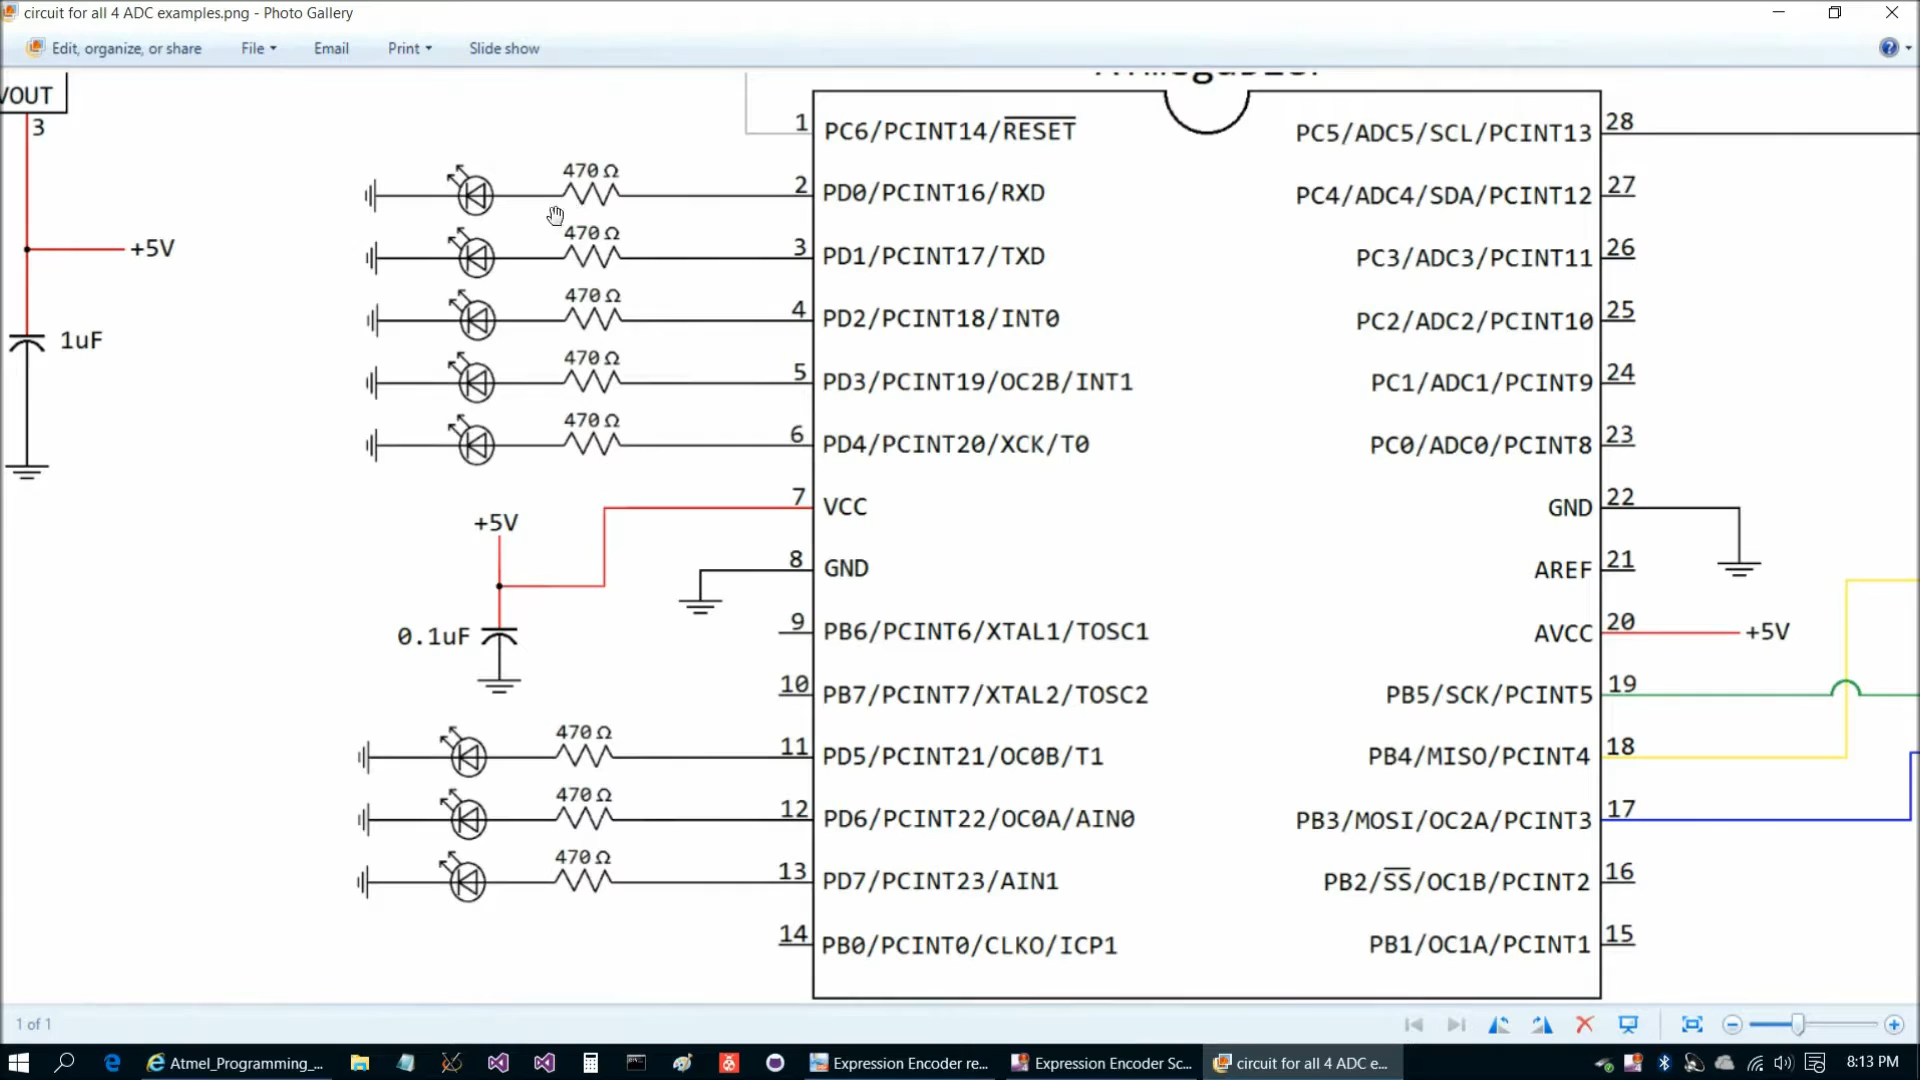 circuit for all 4 ADC examples.png - Photo Gallery
Edit, organize, or share
File
Email
Print
Slide show
VOUT
3
+5V
1uF
470 Ω
470 Ω
470 Ω
470 Ω
470 Ω
+5V
0.1uF
470 Ω
470 Ω
470 Ω
1 PC6/PCINT14/RESET
2 PD0/PCINT16/RXD
3 PD1/PCINT17/TXD
4 PD2/PCINT18/INT0
5 PD3/PCINT19/OC2B/INT1
6 PD4/PCINT20/XCK/T0
7 VCC
8 GND
9 PB6/PCINT6/XTAL1/TOSC1
10 PB7/PCINT7/XTAL2/TOSC2
11 PD5/PCINT21/OC0B/T1
12 PD6/PCINT22/OC0A/AIN0
13 PD7/PCINT23/AIN1
14 PB0/PCINT0/CLKO/ICP1
PC5/ADC5/SCL/PCINT13 28
PC4/ADC4/SDA/PCINT12 27
PC3/ADC3/PCINT11 26
PC2/ADC2/PCINT10 25
PC1/ADC1/PCINT9 24
PC0/ADC0/PCINT8 23
GND 22
AREF 21
AVCC 20 +5V
PB5/SCK/PCINT5 19
PB4/MISO/PCINT4 18
PB3/MOSI/OC2A/PCINT3 17
PB2/SS/OC1B/PCINT2 16
PB1/OC1A/PCINT1 15
1 of 1
Atmel_Programming_...
Expression Encoder re...
Expression Encoder Sc...
circuit for all 4 ADC e...
8:13 PM